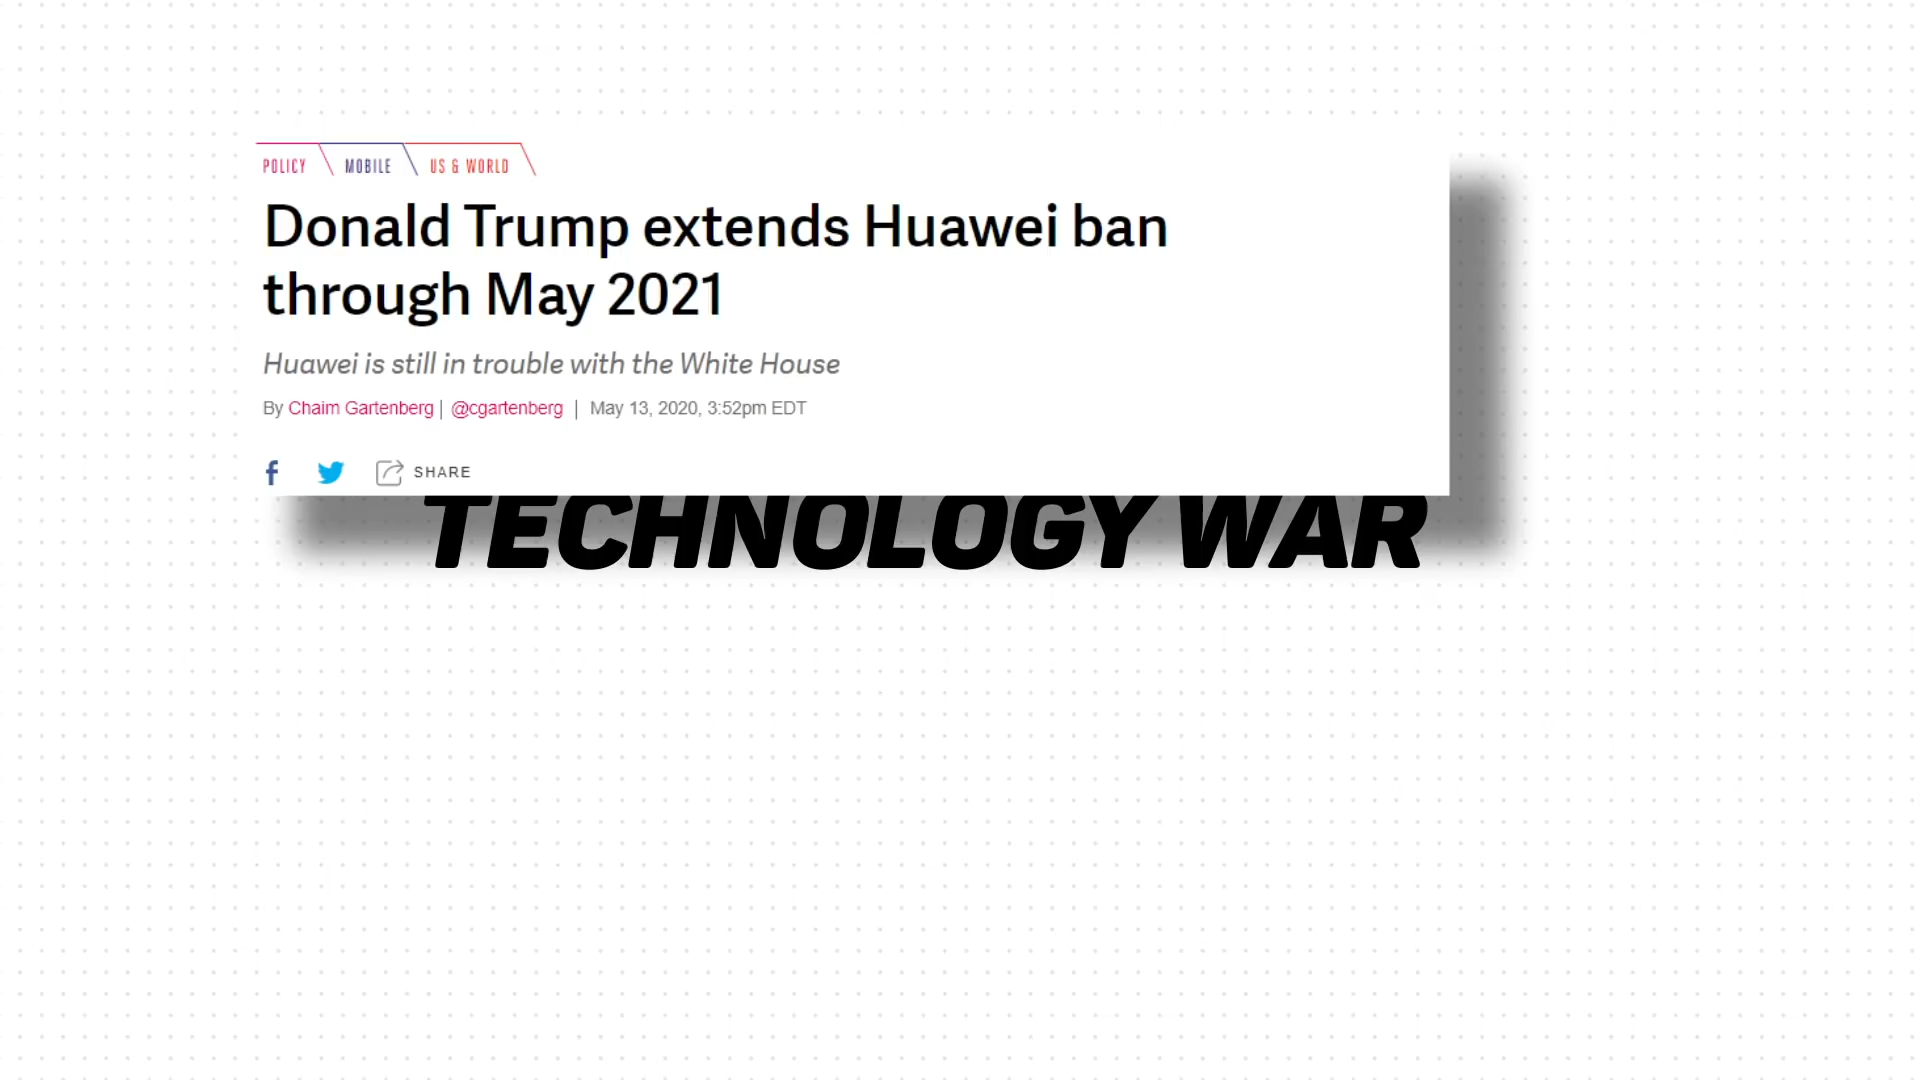 POLICY MOBILE US & WORLD
Donald Trump extends Huawei ban
through May 2021
Huawei is still in trouble with the White House
By Chaim Gartenberg | @cgartenberg | May 13, 2020, 3:52pm EDT
SHARE
TECHNOLOGY WAR